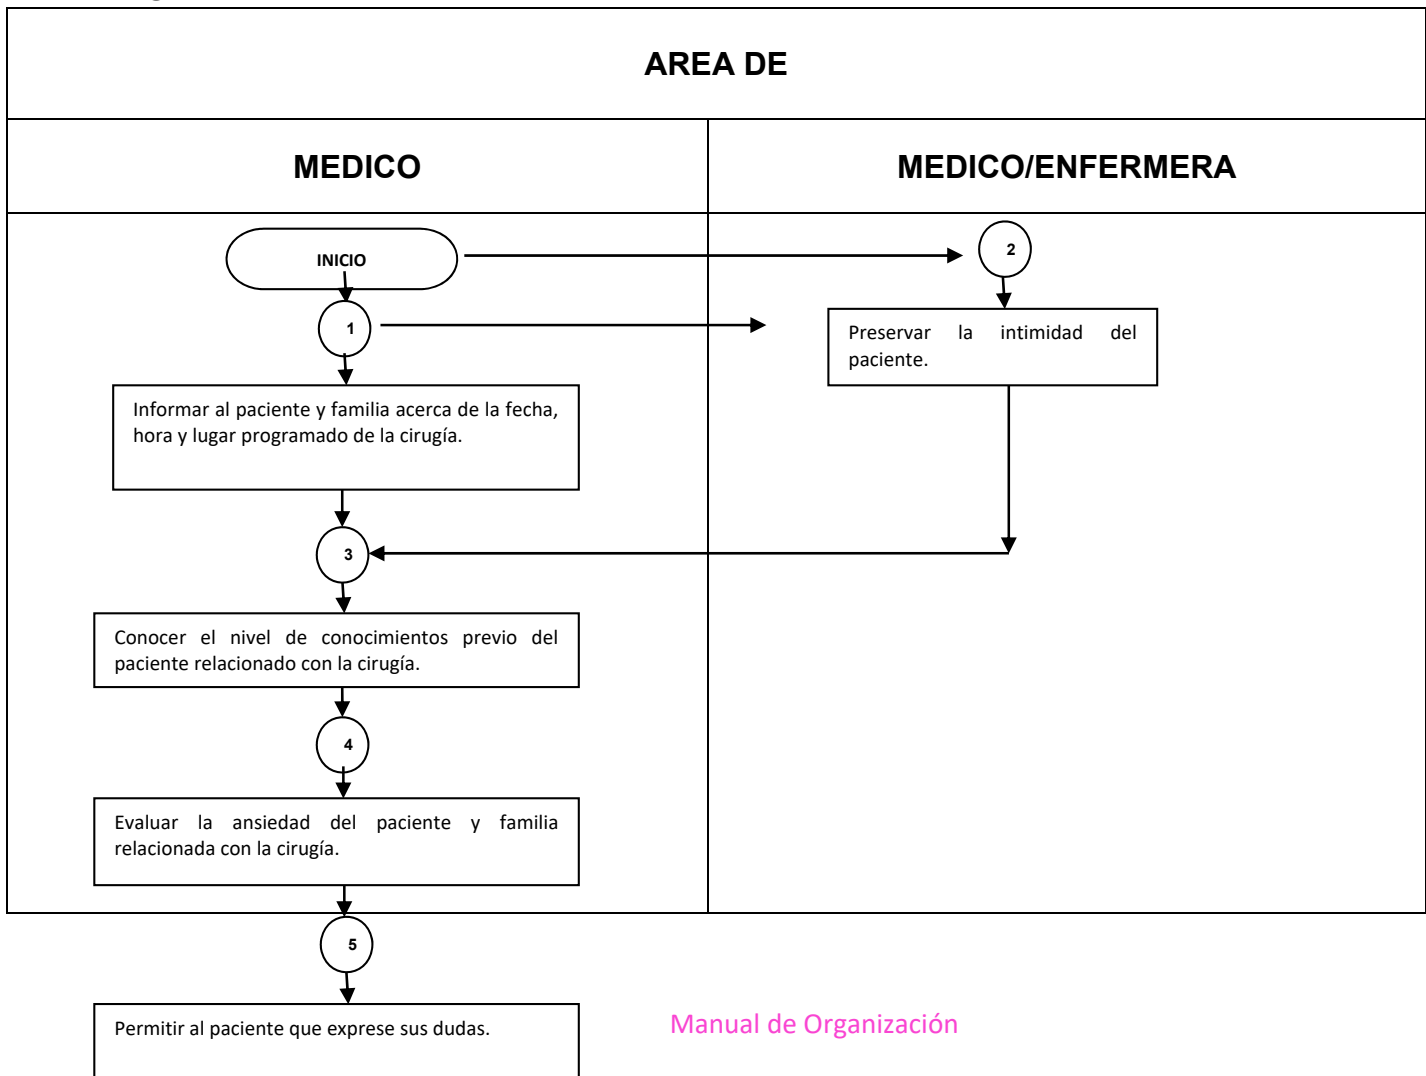 AREA DE
MEDICO
MEDICO/ENFERMERA
INICIO
2
1
Preservar la intimidad del
paciente.
Informar al paciente y familia acerca de la fecha,
hora y lugar programado de la cirugía.
3
Conocer el nivel de conocimientos previo del
paciente relacionado con la cirugía.
4
Evaluar la ansiedad del paciente y familia
relacionada con la cirugía.
5
Permitir al paciente que exprese sus dudas.
Manual de Organización